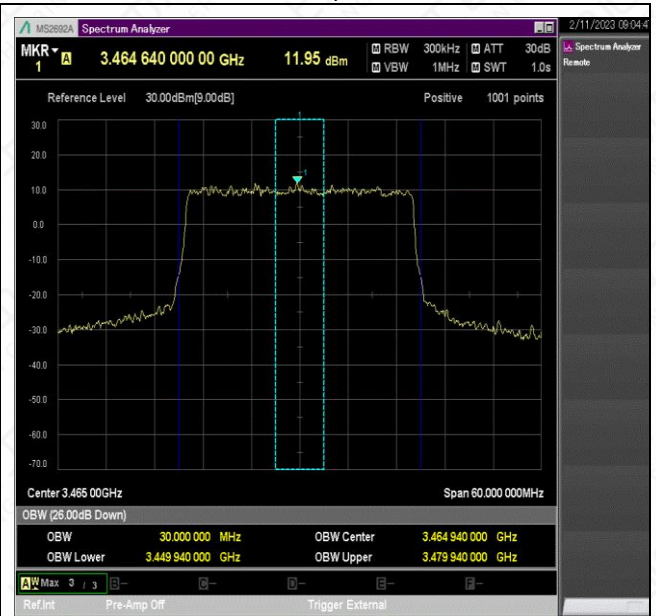 MS2692A Spectrum Analyzer
2/11/2023 09:04:4
MKR 1 A 3.464 640 000 00 GHz 11.95 dBm
M RBW 300kHz M ATT 30dB
M VBW 1MHz M SWT 1.0s
Spectrum Analyzer
Remote
Reference Level 30.00dBm[9.00dB] Positive 1001 points
1
30.0
20.0
1
10.0
0.0
-10.0
-20.0
-30.0
-40.0
-50.0
-60.0
-70.0
Center 3.465 00GHz Span 60.000 000MHz
OBW (26.00dB Down)
OBW 30.000 000 MHz OBW Center 3.464 940 000 GHz
OBW Lower 3.449 940 000 GHz OBW Upper 3.479 940 000 GHz
A W Max 3 / 3 B- C- D- E- F-
Ref.Int Pre-Amp Off Trigger External